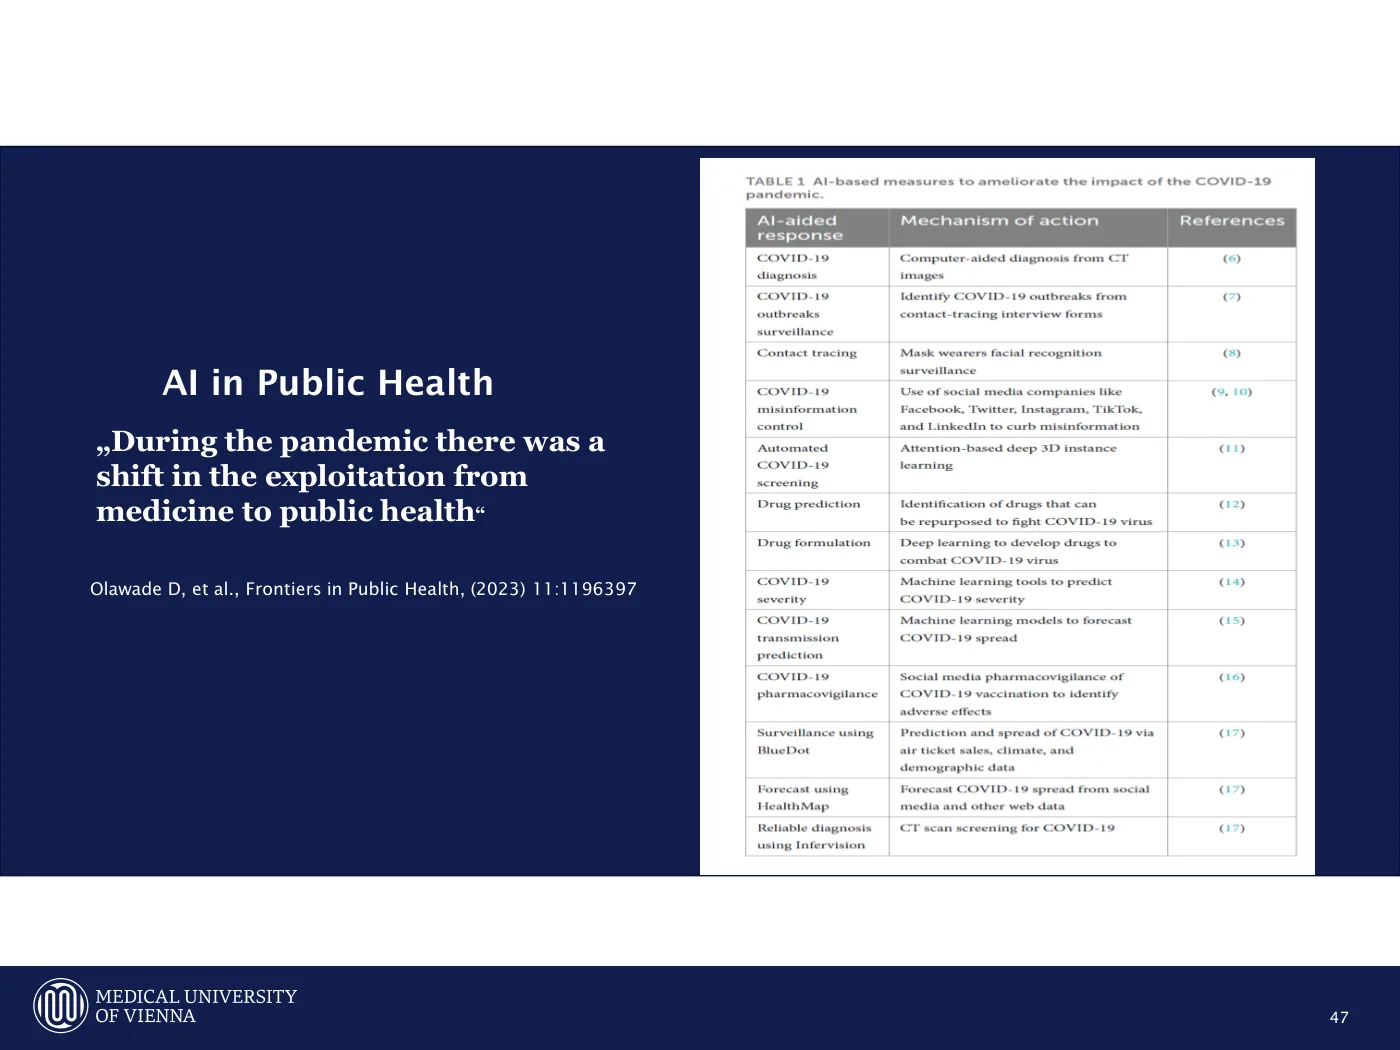 AI in Public Health
„During the pandemic there was a
shift in the exploitation from
medicine to public health“
Olawade D, et al., Frontiers in Public Health, (2023) 11:1196397
TABLE 1 AI-based measures to ameliorate the impact of the COVID-19
pandemic.
AI-aided
response
Mechanism of action
References
COVID-19
diagnosis
Computer-aided diagnosis from CT
images
(6)
COVID-19
outbreaks
surveillance
Identify COVID-19 outbreaks from
contact-tracing interview forms
(7)
Contact tracing
Mask wearers facial recognition
surveillance
(8)
COVID-19
misinformation
control
Use of social media companies like
Facebook, Twitter, Instagram, TikTok,
and LinkedIn to curb misinformation
(9, 10)
Automated
COVID-19
screening
Attention-based deep 3D instance
learning
(11)
Drug prediction
Identification of drugs that can
be repurposed to fight COVID-19 virus
(12)
Drug formulation
Deep learning to develop drugs to
combat COVID-19 virus
(13)
COVID-19
severity
Machine learning tools to predict
COVID-19 severity
(14)
COVID-19
transmission
prediction
Machine learning models to forecast
COVID-19 spread
(15)
COVID-19
pharmacovigilance
Social media pharmacovigilance of
COVID-19 vaccination to identify
adverse effects
(16)
Surveillance using
BlueDot
Prediction and spread of COVID-19 via
air ticket sales, climate, and
demographic data
(17)
Forecast using
HealthMap
Forecast COVID-19 spread from social
media and other web data
(17)
Reliable diagnosis
using Infervision
CT scan screening for COVID-19
(17)
MEDICAL UNIVERSITY
OF VIENNA
47